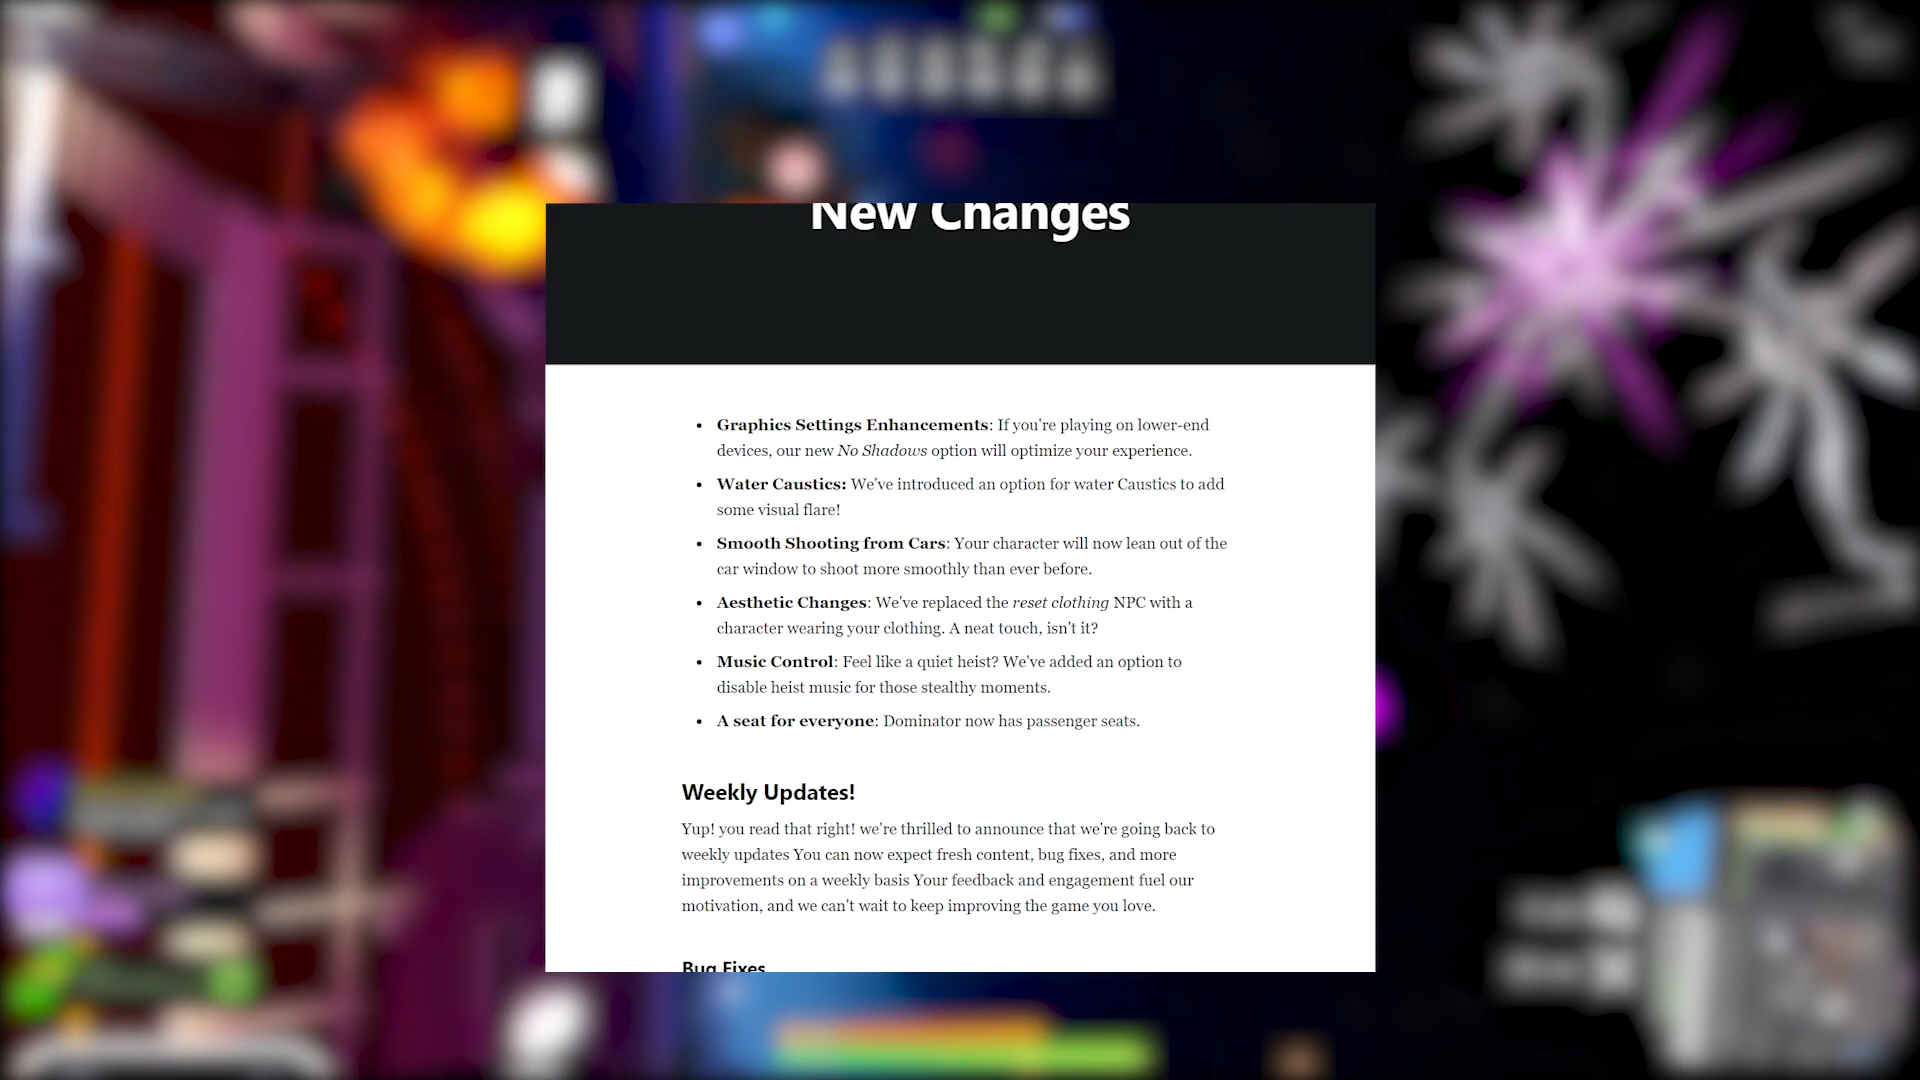 New Changes
• Graphics Settings Enhancements: If you're playing on lower-end
devices, our new No Shadows option will optimize your experience.
• Water Caustics: We've introduced an option for water Caustics to add
some visual flare!
• Smooth Shooting from Cars: Your character will now lean out of the
car window to shoot more smoothly than ever before.
• Aesthetic Changes: We've replaced the reset clothing NPC with a
character wearing your clothing. A neat touch, isn't it?
• Music Control: Feel like a quiet heist? We've added an option to
disable heist music for those stealthy moments.
• A seat for everyone: Dominator now has passenger seats.
Weekly Updates!
Yup! you read that right! we're thrilled to announce that we're going back to
weekly updates You can now expect fresh content, bug fixes, and more
improvements on a weekly basis Your feedback and engagement fuel our
motivation, and we can't wait to keep improving the game you love.
Bug Fixes